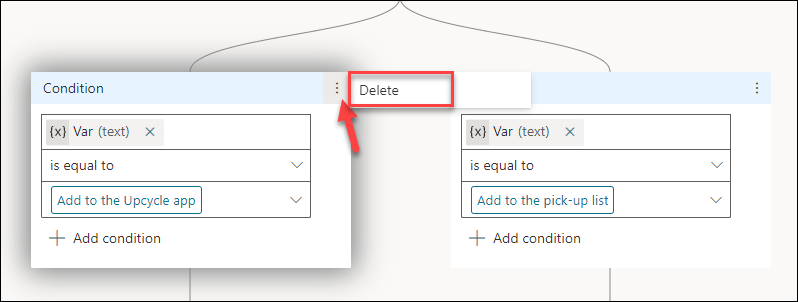 Condition
Delete
{x} Var (text)
is equal to
Add to the Upcycle app
Add condition
{x} Var (text)
is equal to
Add to the pick-up list
Add condition